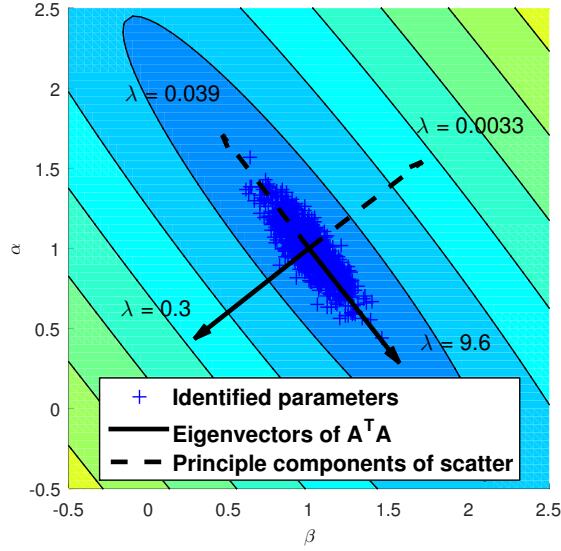 2.5
2
1.5
1
0.5
0
-0.5
α
λ = 0.039
λ = 0.0033
λ = 0.3
λ = 9.6
Identified parameters
Eigenvectors of AᵀA
Principle components of scatter
-0.5 0 0.5 1 1.5 2 2.5
β